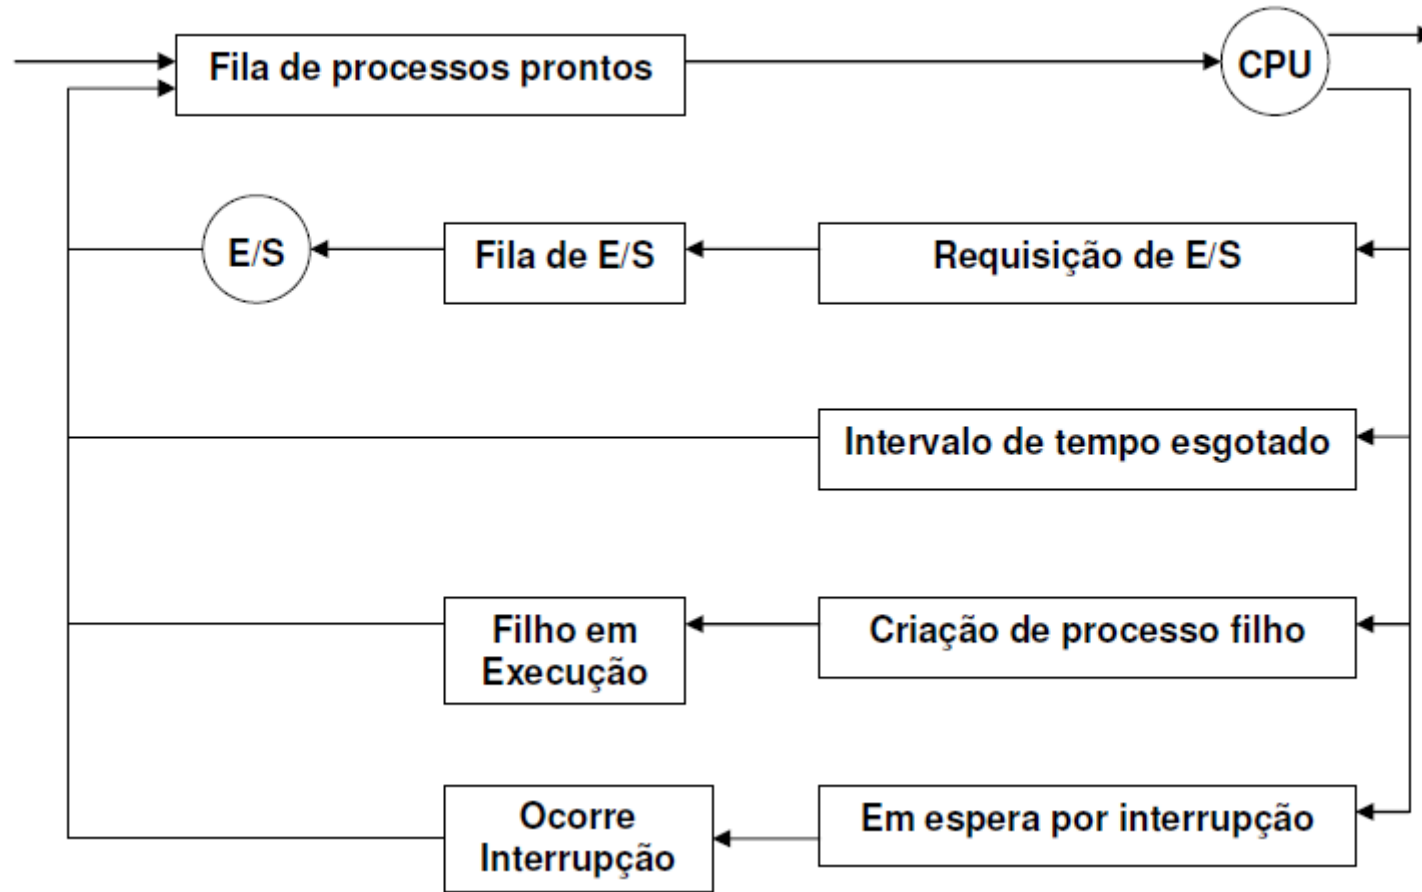 Fila de processos prontos
CPU
E/S
Fila de E/S
Requisição de E/S
Intervalo de tempo esgotado
Filho em
Execução
Criação de processo filho
Ocorre
Interrupção
Em espera por interrupção